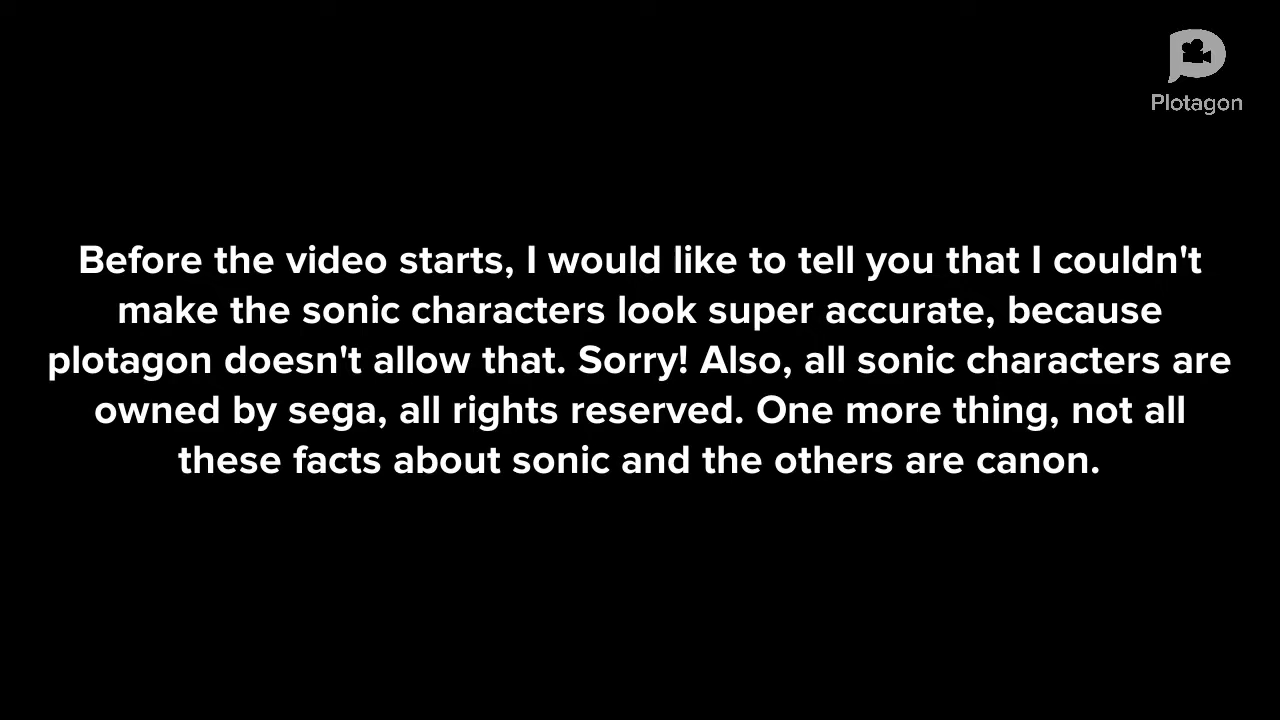 Plotagon
Before the video starts, I would like to tell you that I couldn't
make the sonic characters look super accurate, because
plotagon doesn't allow that. Sorry! Also, all sonic characters are
owned by sega, all rights reserved. One more thing, not all
these facts about sonic and the others are canon.